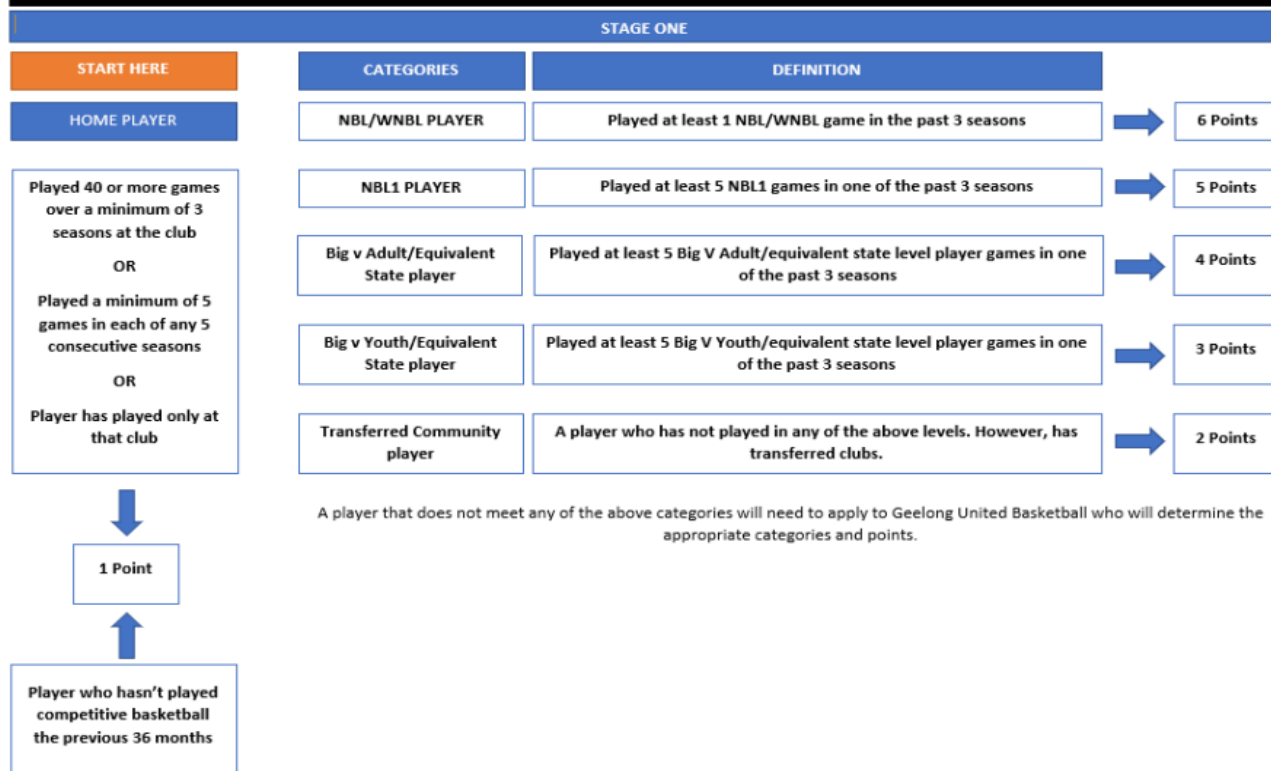 STAGE ONE
START HERE
HOME PLAYER
Played 40 or more games
over a minimum of 3
seasons at the club
OR
Played a minimum of 5
games in each of any 5
consecutive seasons
OR
Player has played only at
that club
1 Point
Player who hasn’t played
competitive basketball
the previous 36 months
CATEGORIES
DEFINITION
NBL/WNBL PLAYER
Played at least 1 NBL/WNBL game in the past 3 seasons
6 Points
NBL1 PLAYER
Played at least 5 NBL1 games in one of the past 3 seasons
5 Points
Big v Adult/Equivalent
State player
Played at least 5 Big V Adult/equivalent state level player games in one
of the past 3 seasons
4 Points
Big v Youth/Equivalent
State player
Played at least 5 Big V Youth/equivalent state level player games in one
of the past 3 seasons
3 Points
Transferred Community
player
A player who has not played in any of the above levels. However, has
transferred clubs.
2 Points
A player that does not meet any of the above categories will need to apply to Geelong United Basketball who will determine the
appropriate categories and points.